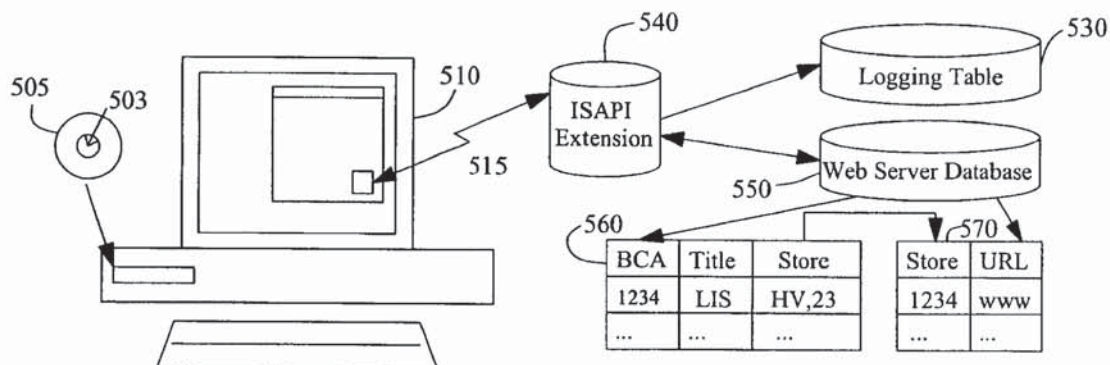 540
530
505
503
510
Logging Table
ISAPI
Extension
515
550
Web Server Database
560
570
BCA Title Store
1234 LIS HV,23
... ... ...
Store URL
1234 www
... ...